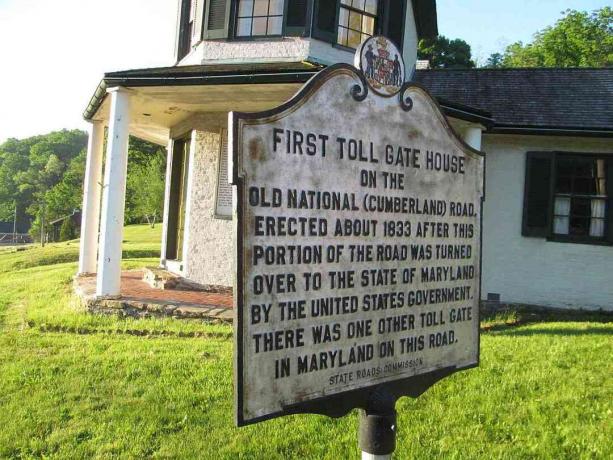 FIRST TOLL GATE HOUSE
ON THE
OLD NATIONAL (CUMBERLAND) ROAD,
ERECTED ABOUT 1833 AFTER THIS
PORTION OF THE ROAD WAS TURNED
OVER TO THE STATE OF MARYLAND
BY THE UNITED STATES GOVERNMENT.
THERE WAS ONE OTHER TOLL GATE
IN MARYLAND ON THIS ROAD.
STATE ROADS COMMISSION